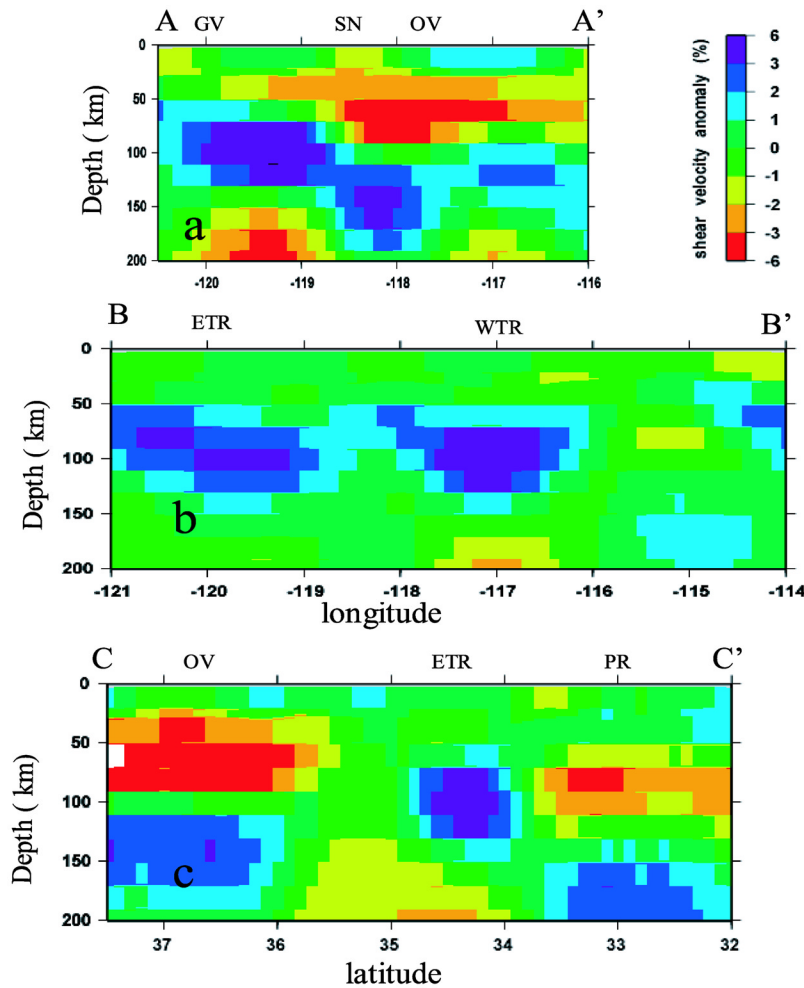 A GV SN OV A’
0
50
100
150
200
Depth ( km)
a
-120 -119 -118 -117 -116
6
3
2
1
0
-1
-2
-3
-6
shear velocity anomaly (%)
B ETR WTR B’
0
50
100
150
200
Depth ( km)
b
-121 -120 -119 -118 -117 -116 -115 -114
longitude
C OV ETR PR C’
0
50
100
150
200
Depth ( km)
c
37 36 35 34 33 32
latitude